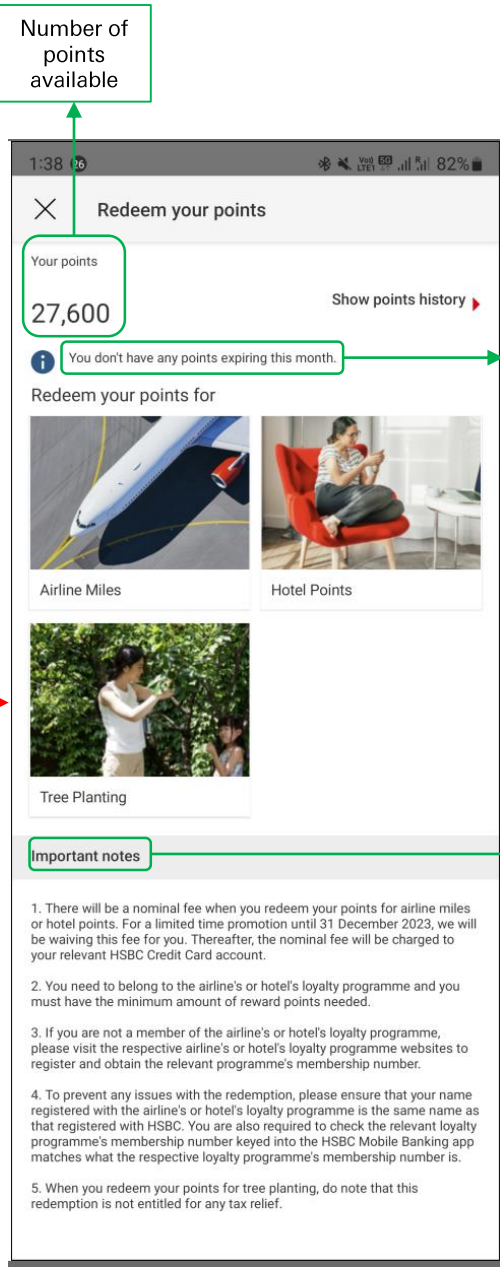 Number of
points
available
1:38 26
Vo)) LTE1 5G R 82%
Redeem your points
Your points
27,600
Show points history
You don't have any points expiring this month.
Redeem your points for
Airline Miles
Hotel Points
Tree Planting
Important notes
1. There will be a nominal fee when you redeem your points for airline miles
or hotel points. For a limited time promotion until 31 December 2023, we will
be waiving this fee for you. Thereafter, the nominal fee will be charged to
your relevant HSBC Credit Card account.
2. You need to belong to the airline's or hotel's loyalty programme and you
must have the minimum amount of reward points needed.
3. If you are not a member of the airline's or hotel's loyalty programme,
please visit the respective airline's or hotel's loyalty programme websites to
register and obtain the relevant programme's membership number.
4. To prevent any issues with the redemption, please ensure that your name
registered with the airline's or hotel's loyalty programme is the same name as
that registered with HSBC. You are also required to check the relevant loyalty
programme's membership number keyed into the HSBC Mobile Banking app
matches what the respective loyalty programme's membership number is.
5. When you redeem your points for tree planting, do note that this
redemption is not entitled for any tax relief.